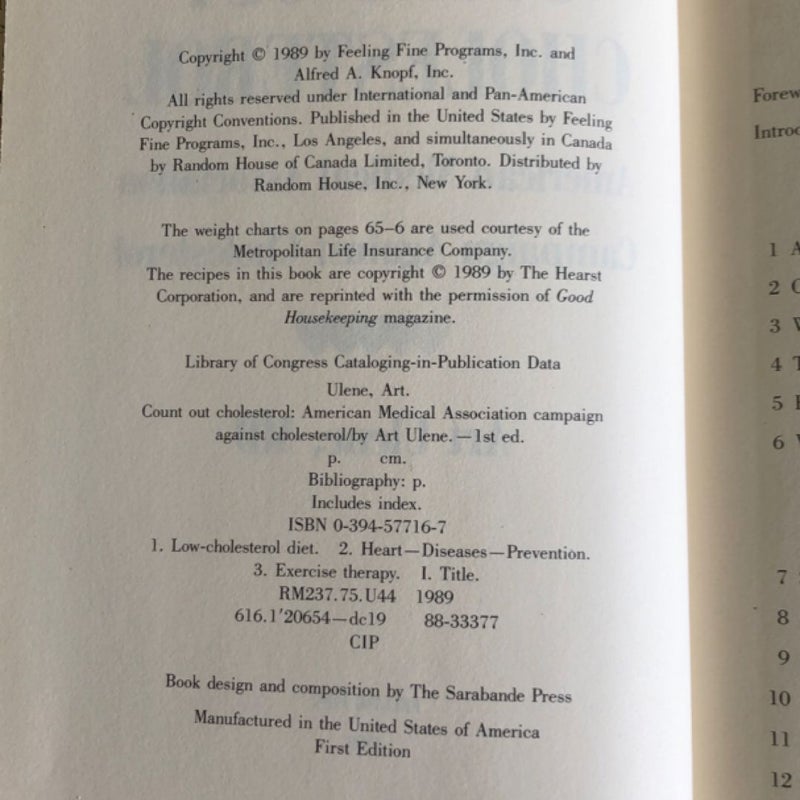 Copyright © 1989 by Feeling Fine Programs, Inc. and
Alfred A. Knopf, Inc.
All rights reserved under International and Pan-American
Copyright Conventions. Published in the United States by Feeling
Fine Programs, Inc., Los Angeles, and simultaneously in Canada
by Random House of Canada Limited, Toronto. Distributed by
Random House, Inc., New York.
The weight charts on pages 65–6 are used courtesy of the
Metropolitan Life Insurance Company.
The recipes in this book are copyright © 1989 by The Hearst
Corporation, and are reprinted with the permission of Good
Housekeeping magazine.
Library of Congress Cataloging-in-Publication Data
Ulene, Art.
Count out cholesterol: American Medical Association campaign
against cholesterol/by Art Ulene.—1st ed.
p. cm.
Bibliography: p.
Includes index.
ISBN 0-394-57716-7
1. Low-cholesterol diet. 2. Heart—Diseases—Prevention.
3. Exercise therapy. I. Title.
RM237.75.U44 1989
616.1'20654—dc19 88-33377
CIP
Book design and composition by The Sarabande Press
Manufactured in the United States of America
First Edition
1
2
3
4
5
6
7
8
9
10
11
12